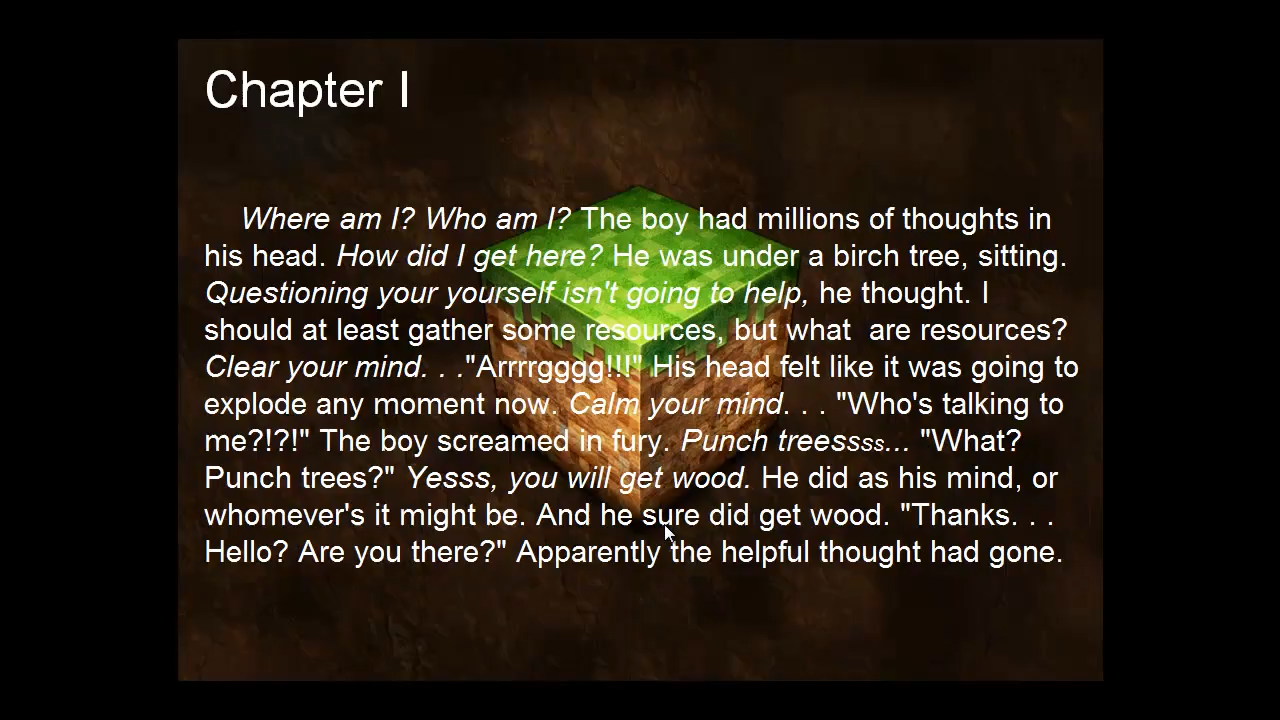 Chapter I
Where am I? Who am I? The boy had millions of thoughts in
his head. How did I get here? He was under a birch tree, sitting.
Questioning your yourself isn't going to help, he thought. I
should at least gather some resources, but what  are resources?
Clear your mind. . ."Arrrrgggg!!!" His head felt like it was going to
explode any moment now. Calm your mind. . . "Who's talking to
me?!?!" The boy screamed in fury. Punch treessss... "What?
Punch trees?" Yesss, you will get wood. He did as his mind, or
whomever's it might be. And he sure did get wood. "Thanks. . .
Hello? Are you there?" Apparently the helpful thought had gone.